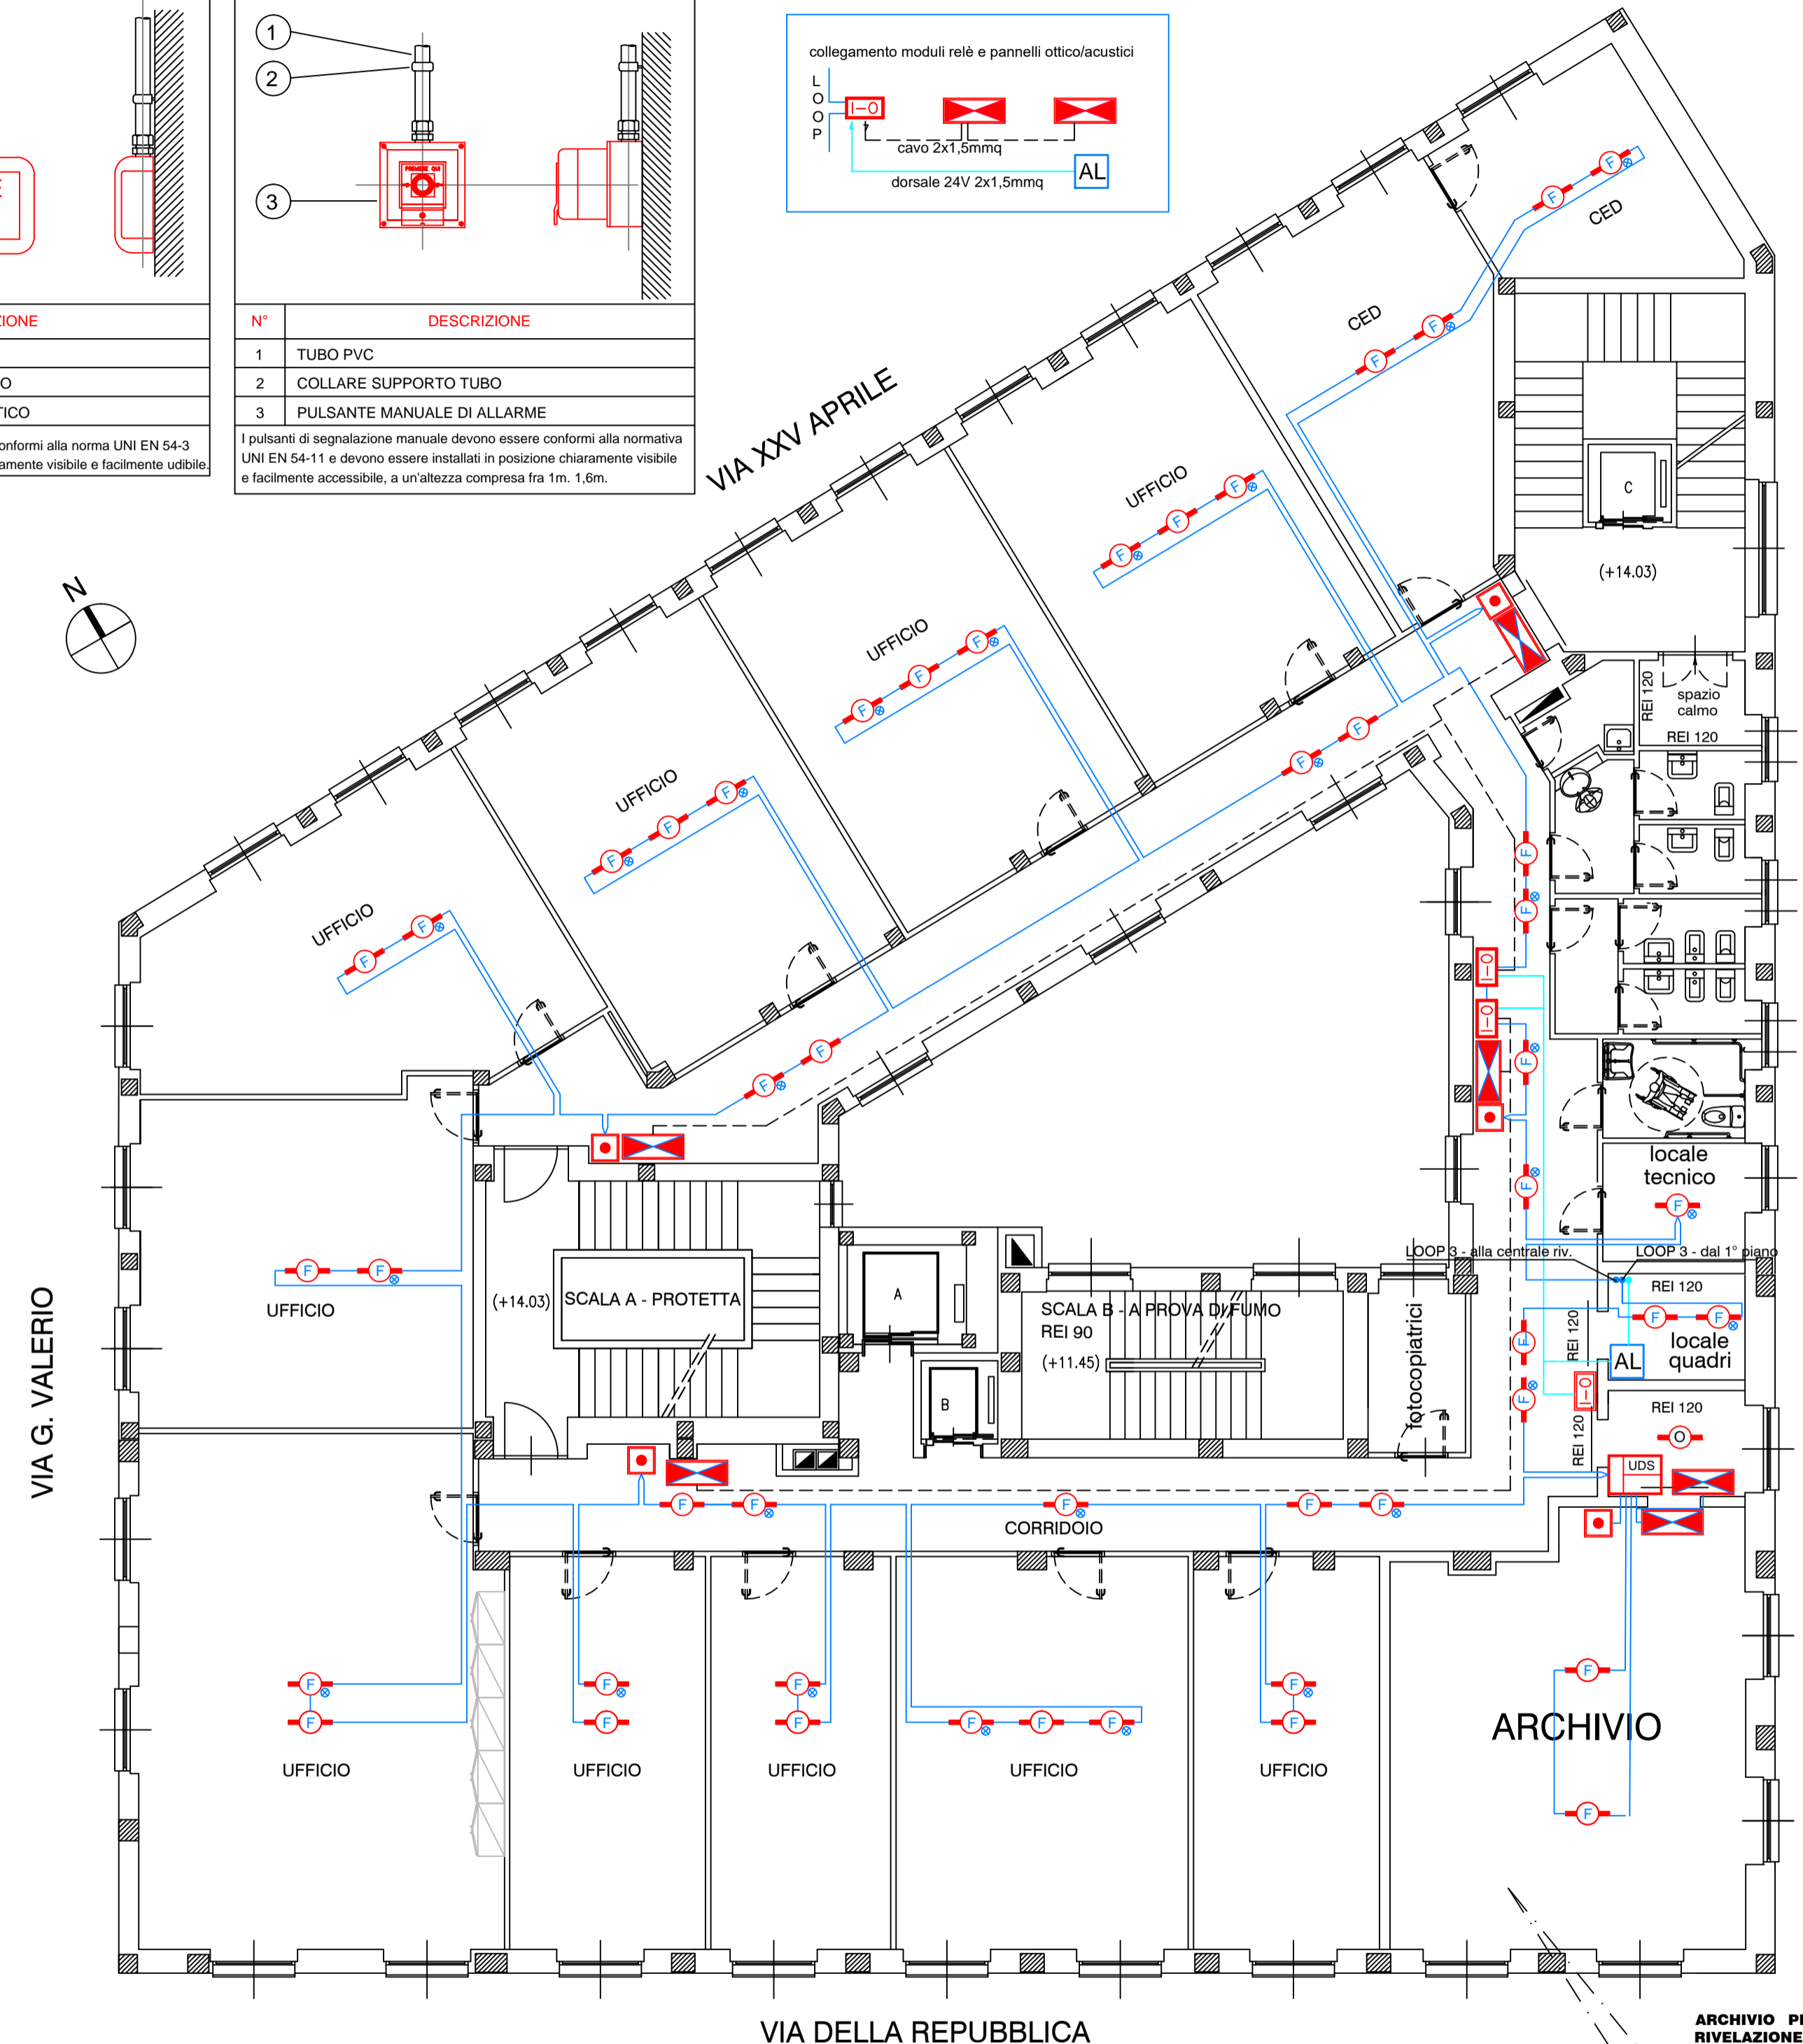 1
2
3
PREMERE QUI
N° DESCRIZIONE
1 TUBO PVC
2 COLLARE SUPPORTO TUBO
3 PULSANTE MANUALE DI ALLARME
I pulsanti di segnalazione manuale devono essere conformi alla normativa
UNI EN 54-11 e devono essere installati in posizione chiaramente visibile
e facilmente accessibile, a un'altezza compresa fra 1m. 1,6m.
ZIONE
O
TICO
onformi alla norma UNI EN 54-3
amente visibile e facilmente udibile.
collegamento moduli relè e pannelli ottico/acustici
LOOP
I-O
cavo 2x1,5mmq
AL
dorsale 24V 2x1,5mmq
N
VIA XXV APRILE
F
F
CED
CED
F
F
UFFICIO
F
F
F
C
(+14.03)
UFFICIO
F
F
F
REI 120
spazio
calmo
REI 120
F
F
UFFICIO
F
F
F
F
F
UFFICIO
F
F
I-O
I-O
F
F
F
F
locale
tecnico
F
LOOP 3 - alla centrale riv.
LOOP 3 - dal 1° piano
REI 120
F
F
UFFICIO
(+14.03)
SCALA A - PROTETTA
A
SCALA B - A PROVA DI FUMO
REI 90
(+11.45)
B
fotocopiatrici
F
F
REI 120
F
F
locale
quadri
AL
I-O
REI 120
REI 120
O
UDS
F
F
F
F
F
CORRIDOIO
VIA G. VALERIO
F
F
UFFICIO
F
F
UFFICIO
F
F
UFFICIO
F
F
F
UFFICIO
F
F
UFFICIO
F
ARCHIVIO
F
VIA DELLA REPUBBLICA
ARCHIVIO
RIVELAZIONE